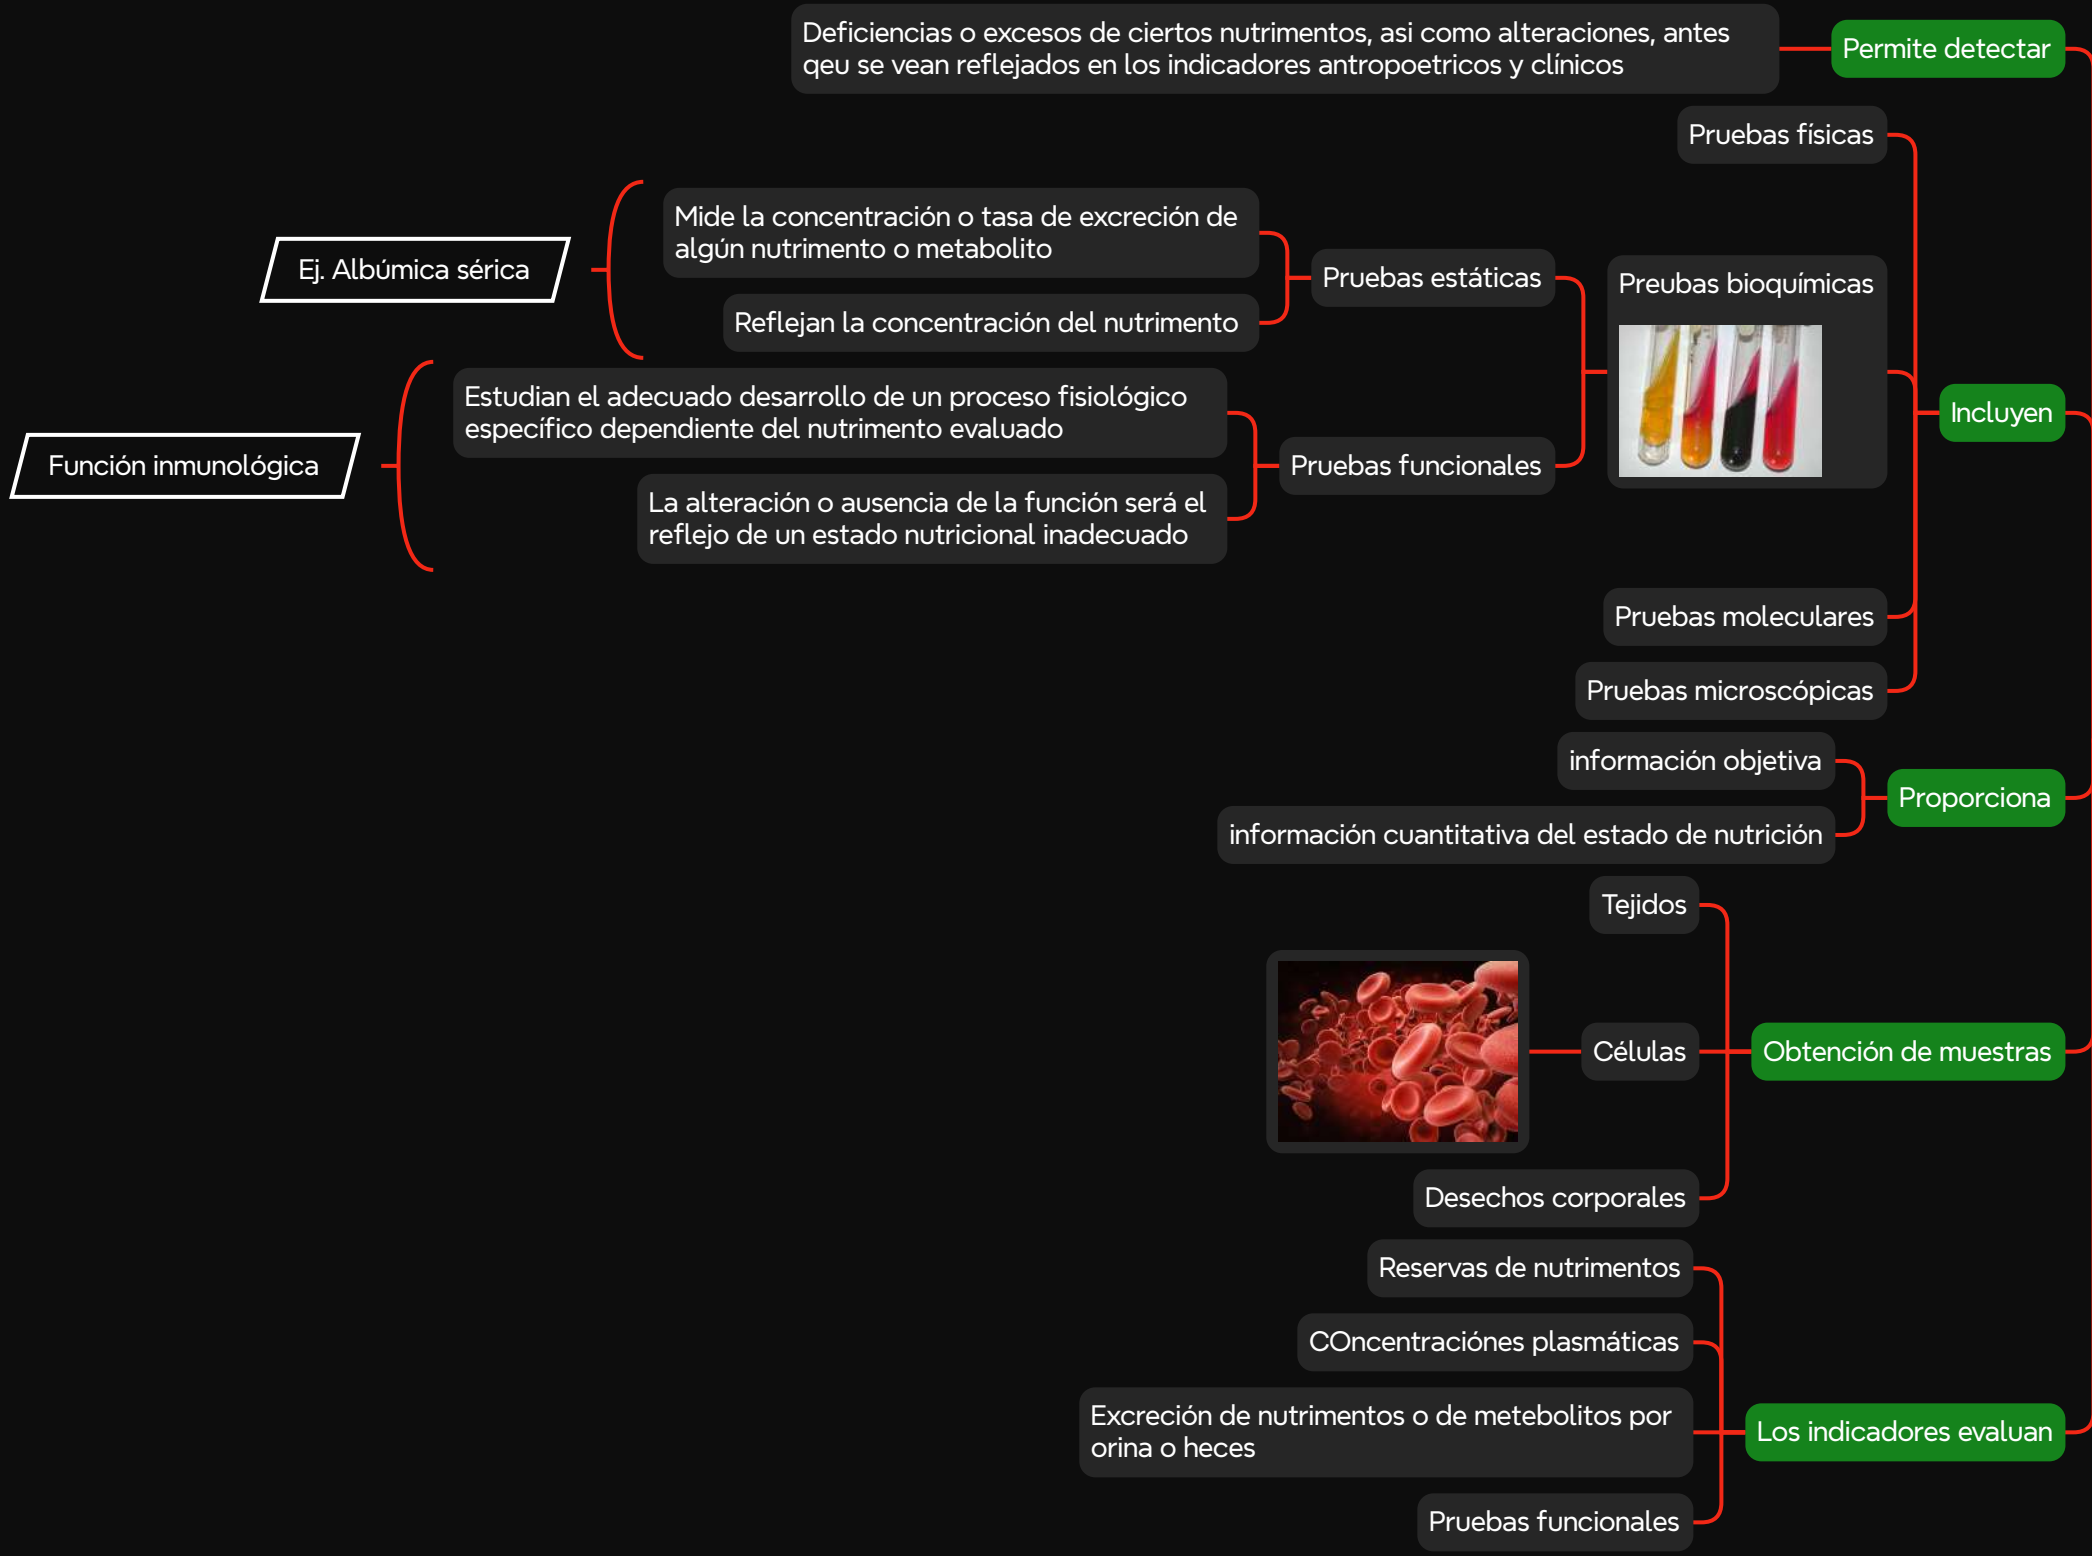 Deficiencias o excesos de ciertos nutrimentos, asi como alteraciones, antes
qeu se vean reflejados en los indicadores antropoetricos y clínicos
Permite detectar
Pruebas físicas
Mide la concentración o tasa de excreción de
algún nutrimento o metabolito
Ej. Albúmica sérica
Pruebas estáticas
Preubas bioquímicas
Reflejan la concentración del nutrimento
Estudian el adecuado desarrollo de un proceso fisiológico
específico dependiente del nutrimento evaluado
Incluyen
Función inmunológica
Pruebas funcionales
La alteración o ausencia de la función será el
reflejo de un estado nutricional inadecuado
Pruebas moleculares
Pruebas microscópicas
información objetiva
Proporciona
información cuantitativa del estado de nutrición
Tejidos
Células
Obtención de muestras
Desechos corporales
Reservas de nutrimentos
COncentraciónes plasmáticas
Excreción de nutrimentos o de metebolitos por
orina o heces
Los indicadores evaluan
Pruebas funcionales